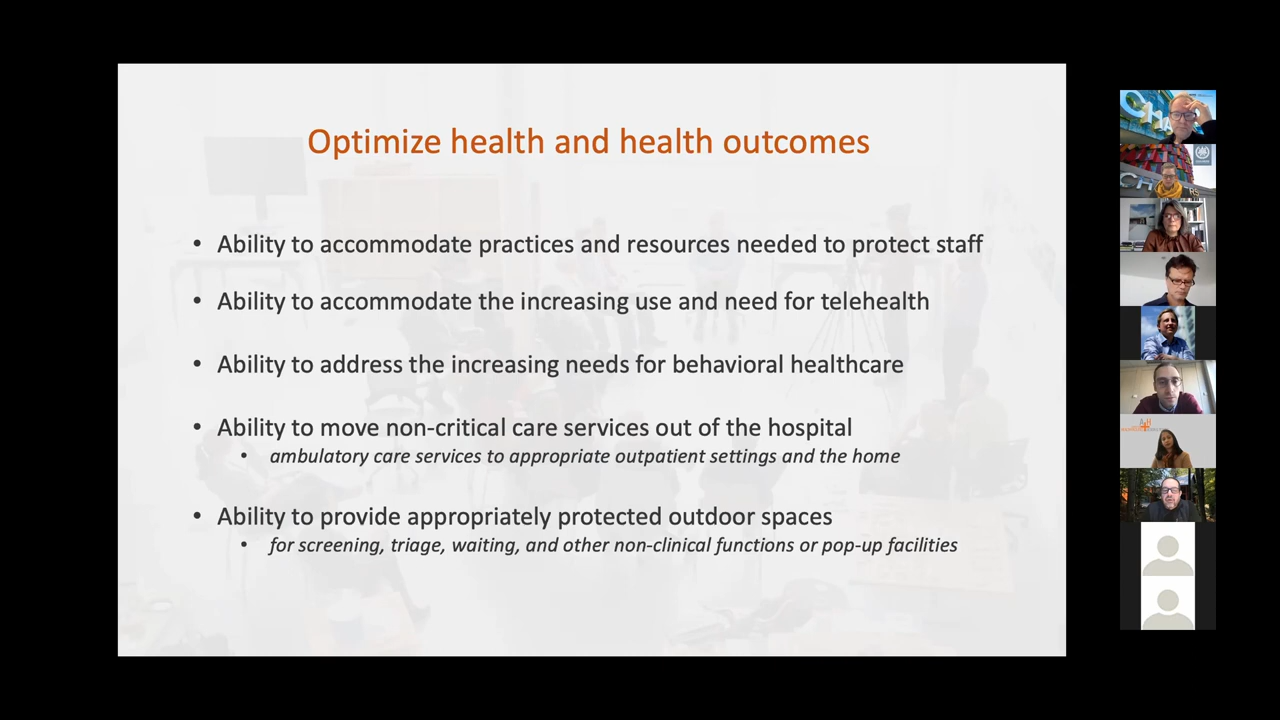 Optimize health and health outcomes
• Ability to accommodate practices and resources needed to protect staff
• Ability to accommodate the increasing use and need for telehealth
• Ability to address the increasing needs for behavioral healthcare
• Ability to move non-critical care services out of the hospital
• ambulatory care services to appropriate outpatient settings and the home
• Ability to provide appropriately protected outdoor spaces
• for screening, triage, waiting, and other non-clinical functions or pop-up facilities